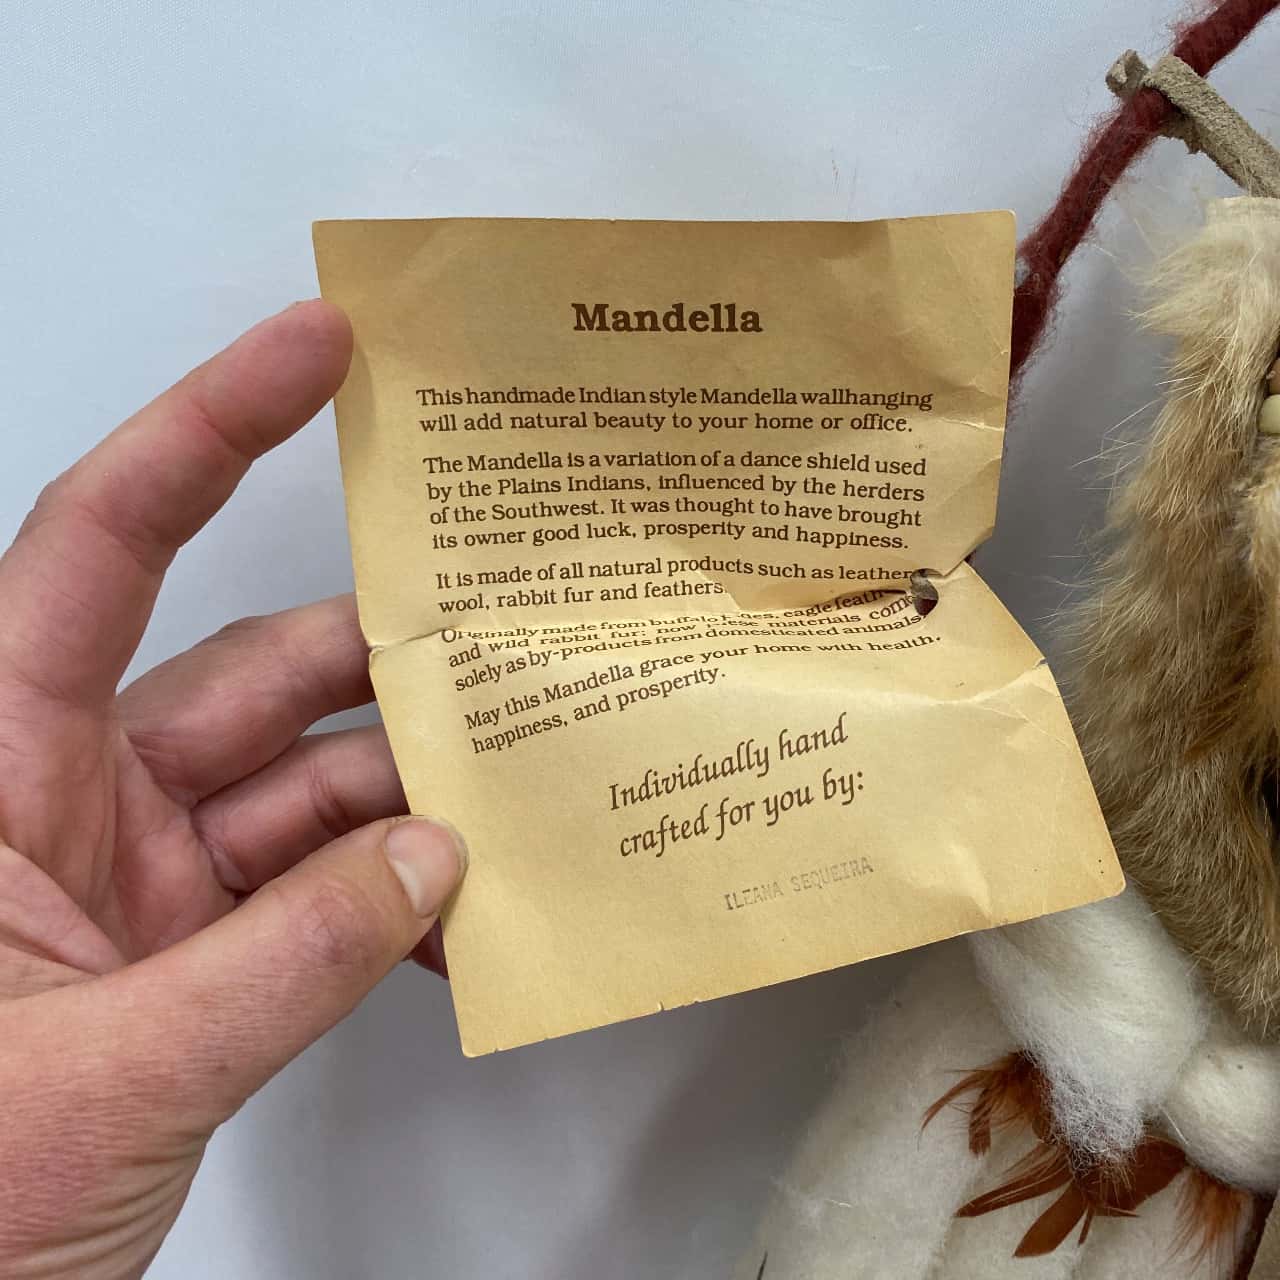 Mandella
This handmade Indian style Mandella wallhanging
will add natural beauty to your home or office.
The Mandella is a variation of a dance shield used
by the Plains Indians, influenced by the herders
of the Southwest. It was thought to have brought
its owner good luck, prosperity and happiness.
It is made of all natural products such as leather,
wool, rabbit fur and feathers.
Originally made from buffalo hides, eagle feath
and wild rabbit fur; now these materials come
solely as by-products from domesticated animals.
May this Mandella grace your home with health,
happiness, and prosperity.
Individually hand
crafted for you by:
ILEANA SEQUEIRA